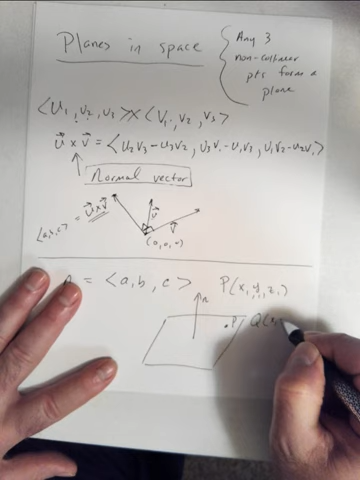 Planes in space
Any 3
non-collinear
pts form a
plane
<u₁, u₂, u₃> X <v₁, v₂, v₃>
u⃗ x v⃗ = <u₂v₃ - u₃v₂, u₃v₁ - u₁v₃, u₁v₂ - u₂v₁>
Normal vector
<a, b, c> = u⃗xv⃗
u⃗
v⃗
(0, 0, 0)
= <a, b, c> P(x₁, y₁, z₁)
n
P
Q(x,